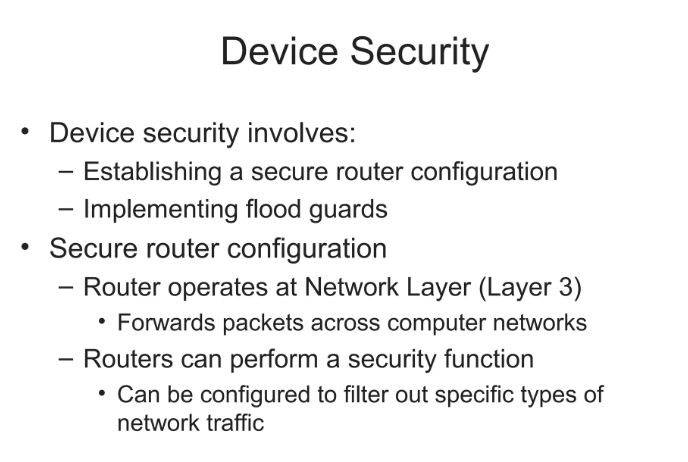 Device Security
• Device security involves:
– Establishing a secure router configuration
– Implementing flood guards
• Secure router configuration
– Router operates at Network Layer (Layer 3)
• Forwards packets across computer networks
– Routers can perform a security function
• Can be configured to filter out specific types of
network traffic